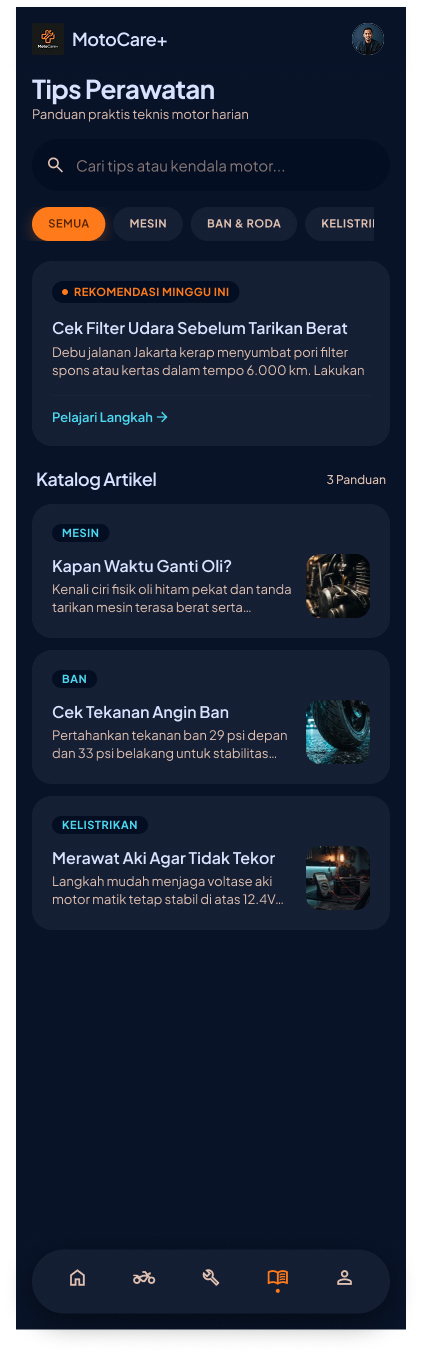 MotoCare+
MotoCare+
Tips Perawatan
Panduan praktis teknis motor harian
Cari tips atau kendala motor...
SEMUA
MESIN
BAN & RODA
KELISTRI
REKOMENDASI MINGGU INI
Cek Filter Udara Sebelum Tarikan Berat
Debu jalanan Jakarta kerap menyumbat pori filter
spons atau kertas dalam tempo 6.000 km. Lakukan
Pelajari Langkah →
Katalog Artikel
3 Panduan
MESIN
Kapan Waktu Ganti Oli?
Kenali ciri fisik oli hitam pekat dan tanda
tarikan mesin terasa berat serta...
BAN
Cek Tekanan Angin Ban
Pertahankan tekanan ban 29 psi depan
dan 33 psi belakang untuk stabilitas...
KELISTRIKAN
Merawat Aki Agar Tidak Tekor
Langkah mudah menjaga voltase aki
motor matik tetap stabil di atas 12.4V...